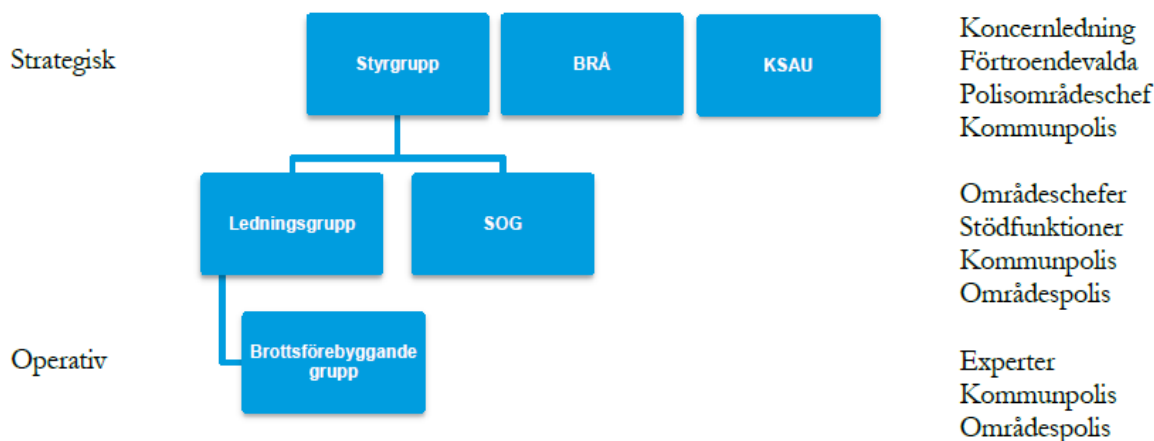 Strategisk
Styrgrupp
BRÅ
KSAU
Koncernledning
Förtroendevalda
Polisområdeschef
Kommunpolis
Ledningsgrupp
SOG
Områdeschefer
Stödfunktioner
Kommunpolis
Områdespolis
Operativ
Brottsförebyggande
grupp
Experter
Kommunpolis
Områdespolis